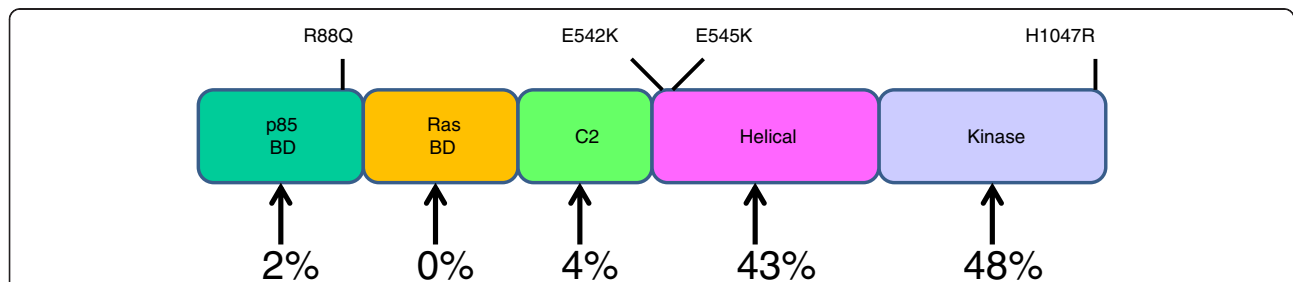 R88Q E542K E545K H1047R
p85
BD
Ras
BD
C2
Helical
Kinase
2% 0% 4% 43% 48%